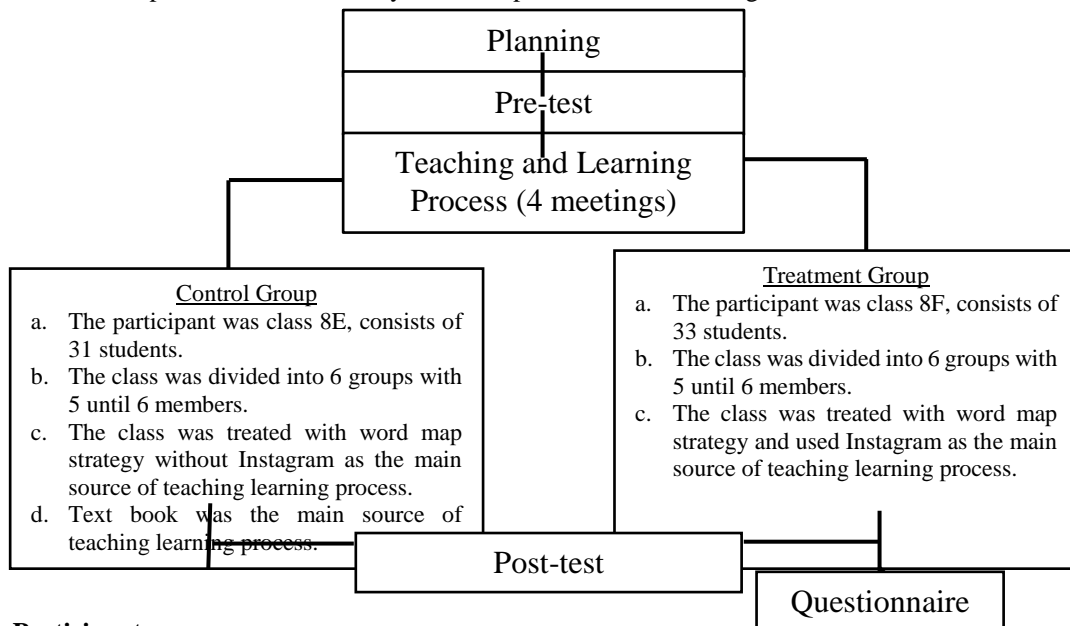 Planning
Pre-test
Teaching and Learning
Process (4 meetings)
Control Group
a. The participant was class 8E, consists of
31 students.
b. The class was divided into 6 groups with
5 until 6 members.
c. The class was treated with word map
strategy without Instagram as the main
source of teaching learning process.
d. Text book was the main source of
teaching learning process.
Treatment Group
a. The participant was class 8F, consists of
33 students.
b. The class was divided into 6 groups with
5 until 6 members.
c. The class was treated with word map
strategy and used Instagram as the main
source of teaching learning process.
Post-test
Questionnaire
Participants